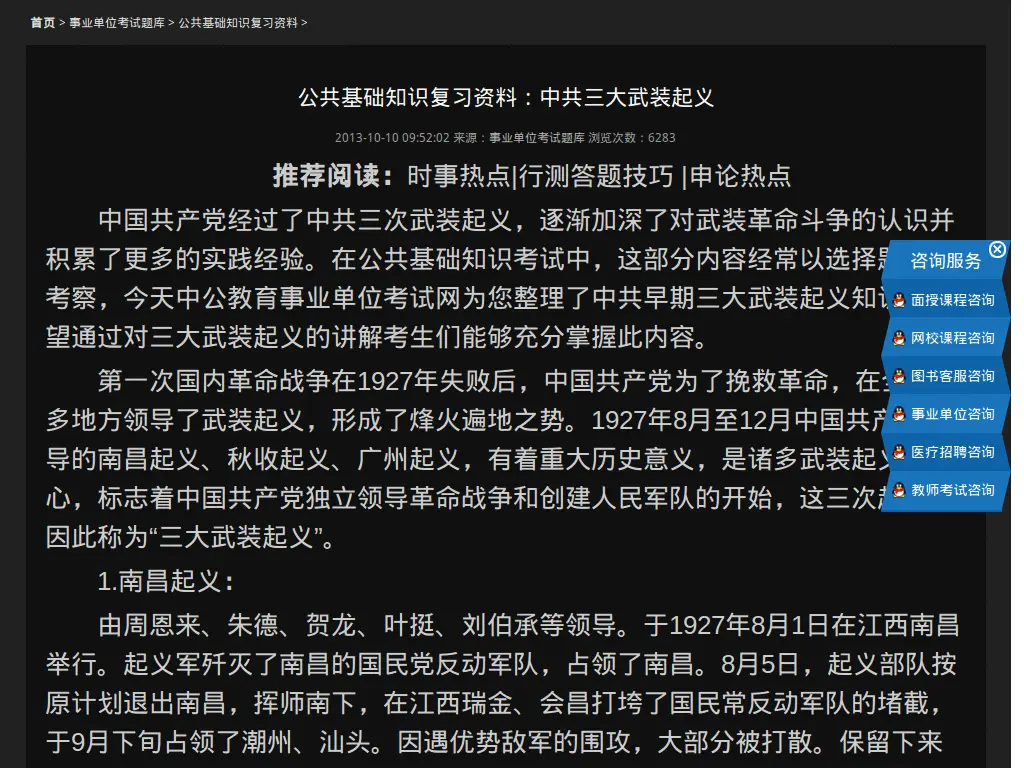 首页 > 事业单位考试题库 > 公共基础知识复习资料 >
公共基础知识复习资料：中共三大武装起义
2013-10-10 09:52:02 来源：事业单位考试题库 浏览次数：6283
推荐阅读：时事热点|行测答题技巧 |申论热点
中国共产党经过了中共三次武装起义，逐渐加深了对武装革命斗争的认识并
积累了更多的实践经验。在公共基础知识考试中，这部分内容经常以选择
考察，今天中公教育事业单位考试网为您整理了中共早期三大武装起义知
望通过对三大武装起义的讲解考生们能够充分掌握此内容。
第一次国内革命战争在1927年失败后，中国共产党为了挽救革命，在
多地方领导了武装起义，形成了烽火遍地之势。1927年8月至12月中国共产
导的南昌起义、秋收起义、广州起义，有着重大历史意义，是诸多武装起
心，标志着中国共产党独立领导革命战争和创建人民军队的开始，这三次
因此称为“三大武装起义”。
1.南昌起义：
由周恩来、朱德、贺龙、叶挺、刘伯承等领导。于1927年8月1日在江西南昌
举行。起义军歼灭了南昌的国民党反动军队，占领了南昌。8月5日，起义部队按
原计划退出南昌，挥师南下，在江西瑞金、会昌打垮了国民常反动军队的堵截，
于9月下旬占领了潮州、汕头。因遇优势敌军的围攻，大部分被打散。保留下来
咨询服务
面授课程咨询
网校课程咨询
图书客服咨询
事业单位咨询
医疗招聘咨询
教师考试咨询